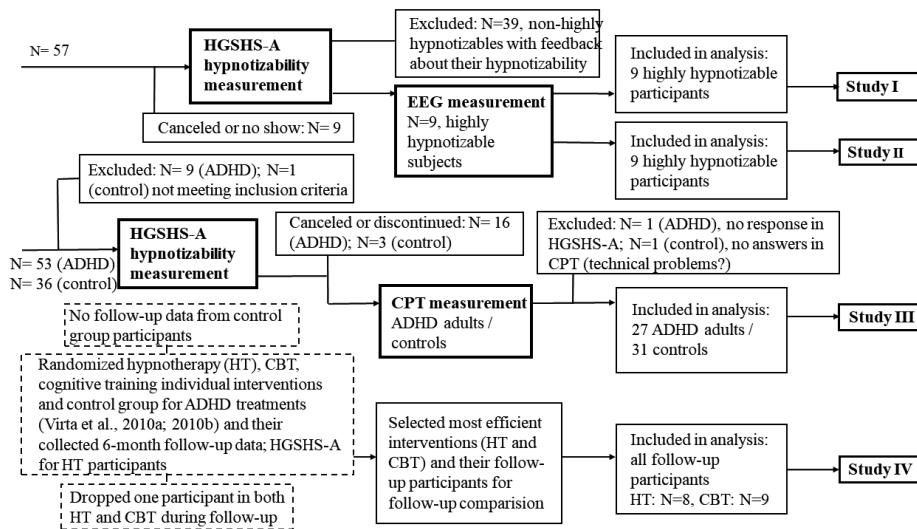 N= 57
HGSHS-A
hypnotizability
measurement
Excluded: N=39, non-highly
hypnotizables with feedback
about their hypnotizability
Canceled or no show: N= 9
EEG measurement
N=9, highly
hypnotizable
subjects
Included in analysis:
9 highly hypnotizable
participants
Study I
Included in analysis:
9 highly hypnotizable
participants
Study II
Excluded: N= 9 (ADHD); N=1
(control) not meeting inclusion criteria
N= 53 (ADHD)
N= 36 (control)
HGSHS-A
hypnotizability
measurement
Canceled or discontinued: N= 16
(ADHD); N=3 (control)
Excluded: N= 1 (ADHD), no response in
HGSHS-A; N=1 (control), no answers in
CPT (technical problems?)
CPT measurement
ADHD adults /
controls
Included in analysis:
27 ADHD adults /
31 controls
Study III
No follow-up data from control
group participants
Randomized hypnotherapy (HT), CBT,
cognitive training individual interventions
and control group for ADHD treatments
(Virta et al., 2010a; 2010b) and their
collected 6-month follow-up data; HGSHS-A
for HT participants
Dropped one participant in both
HT and CBT during follow-up
Selected most efficient
interventions (HT and
CBT) and their follow-
up participants for
follow-up comparision
Included in analysis:
all follow-up
participants
HT: N=8, CBT: N=9
Study IV